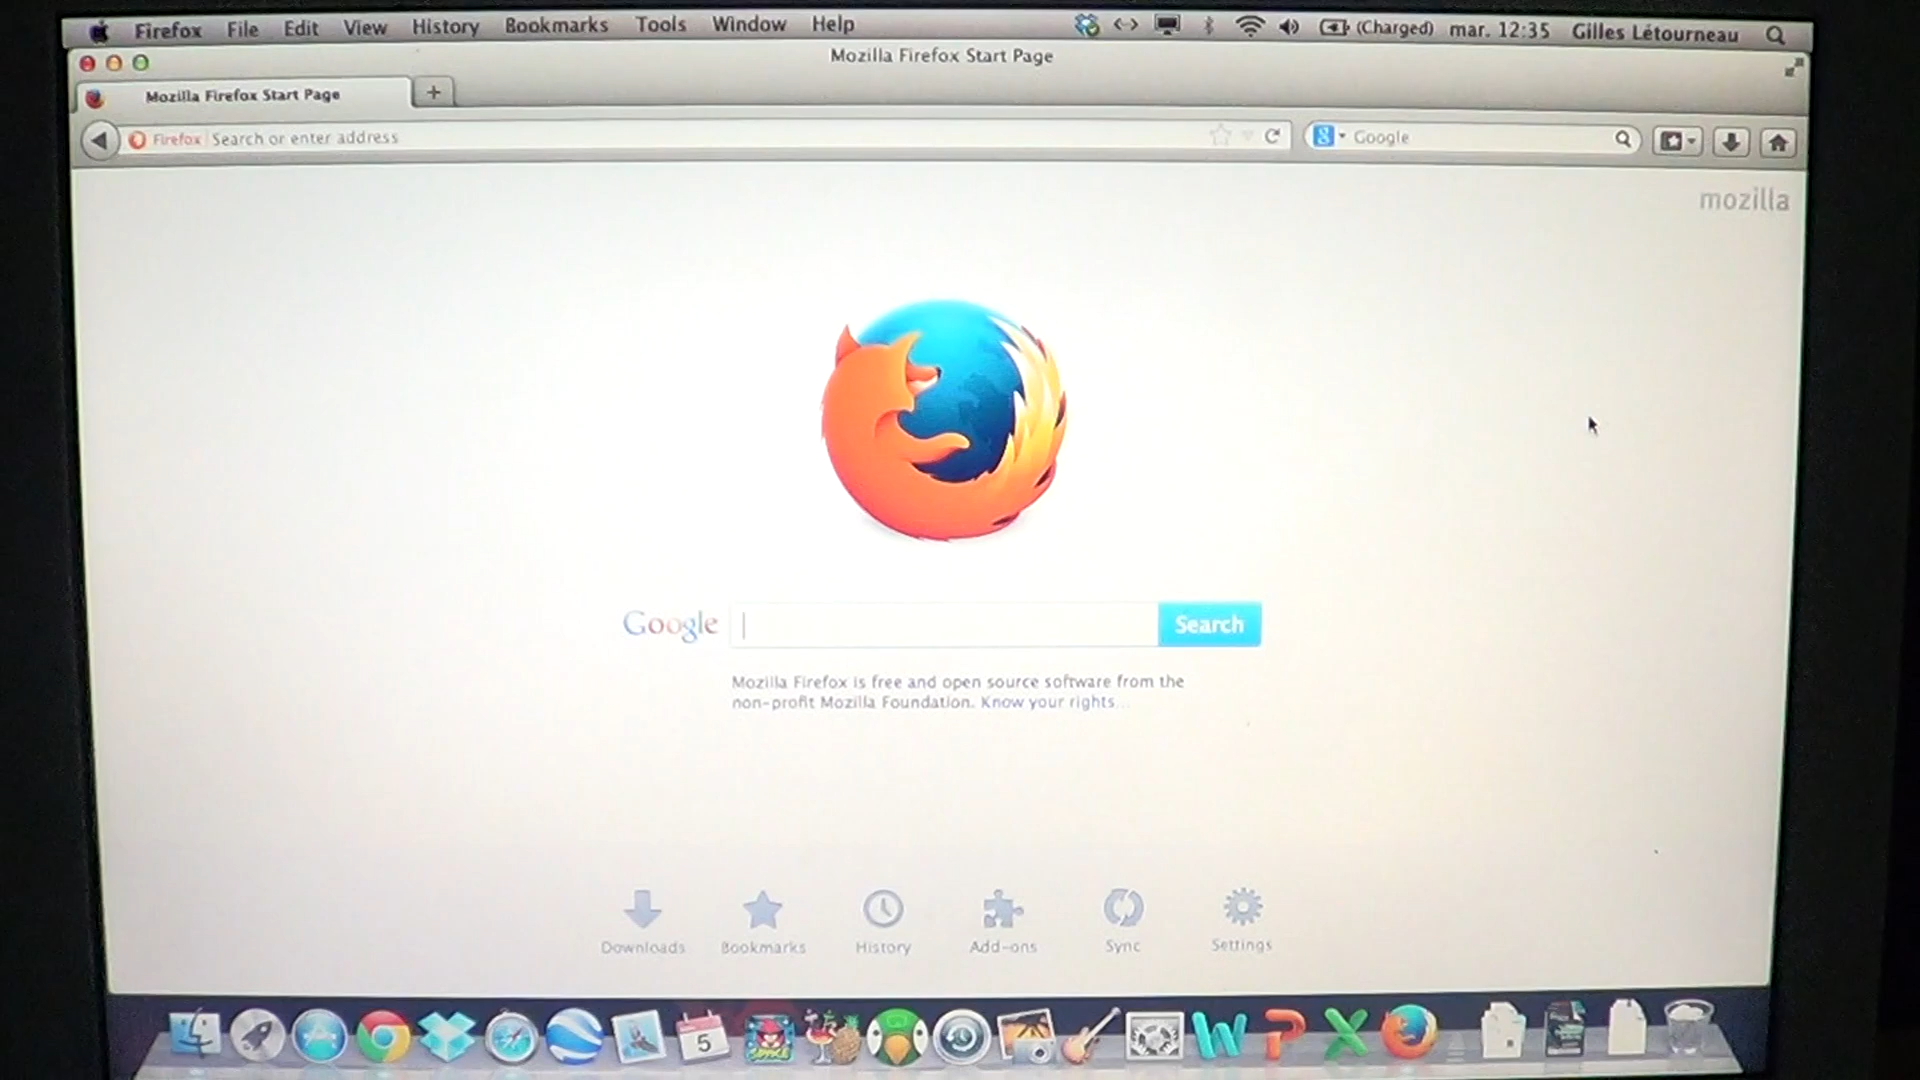 Firefox File Edit View History Bookmarks Tools Window Help (Charged) mar. 12:35 Gilles Létourneau
Mozilla Firefox Start Page
Mozilla Firefox Start Page +
Firefox Search or enter address Google
mozilla
Google Search
Mozilla Firefox is free and open source software from the
non-profit Mozilla Foundation. Know your rights...
Downloads Bookmarks History Add-ons Sync Settings
5 SPACE W P X